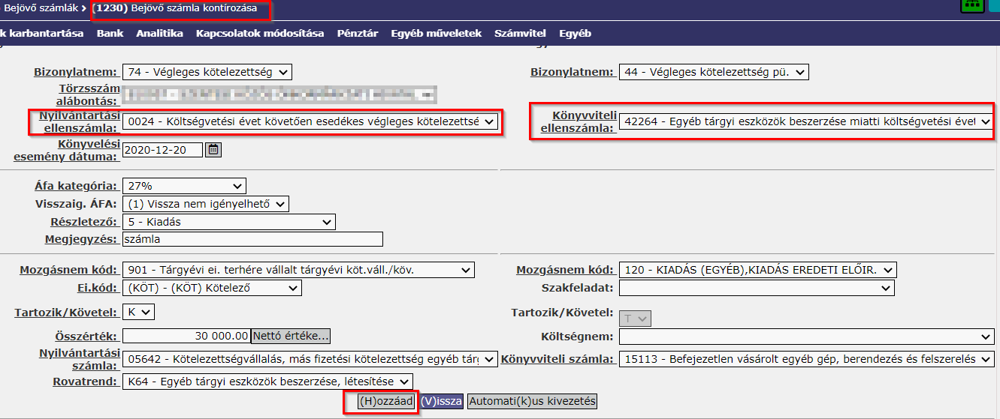 Bejövő számlák > (1230) Bejövő számla kontírozása
k karbantartása Bank Analitika Kapcsolatok módosítása Pénztár Egyéb műveletek Számvitel Egyéb
Bizonylatnem: 74 - Végleges kötelezettség
Bizonylatnem: 44 - Végleges kötelezettség pü.
Törzsszám
alábontás:
Nyilvántartási
ellenszámla: 0024 - Költségvetési évet követően esedékes végleges kötelezettsé
Könyvviteli
ellenszámla: 42264 - Egyéb tárgyi eszközök beszerzése miatti költségvetési évet
Könyvelési
esemény dátuma: 2020-12-20
Áfa kategória: 27%
Visszaig. ÁFA: (1) Vissza nem igényelhető
Részletező: 5 - Kiadás
Megjegyzés: számla
Mozgásnem kód: 901 - Tárgyévi ei. terhére vállalt tárgyévi köt.váll./köv.
Mozgásnem kód: 120 - KIADÁS (EGYÉB),KIADÁS EREDETI ELŐIR.
Ei.kód: (KÖT) - (KÖT) Kötelező
Szakfeladat:
Tartozik/Követel: K
Tartozik/Követel: T
Összérték: 30 000.00 Nettó értéke...
Költségnem:
Nyilvántartási
számla: 05642 - Kötelezettségvállalás, más fizetési kötelezettség egyéb tárg
Könyvviteli számla: 15113 - Befejezetlen vásárolt egyéb gép, berendezés és felszerelés
Rovatrend: K64 - Egyéb tárgyi eszközök beszerzése, létesítése
(H)ozzáad (V)issza Automati(k)us kivezetés